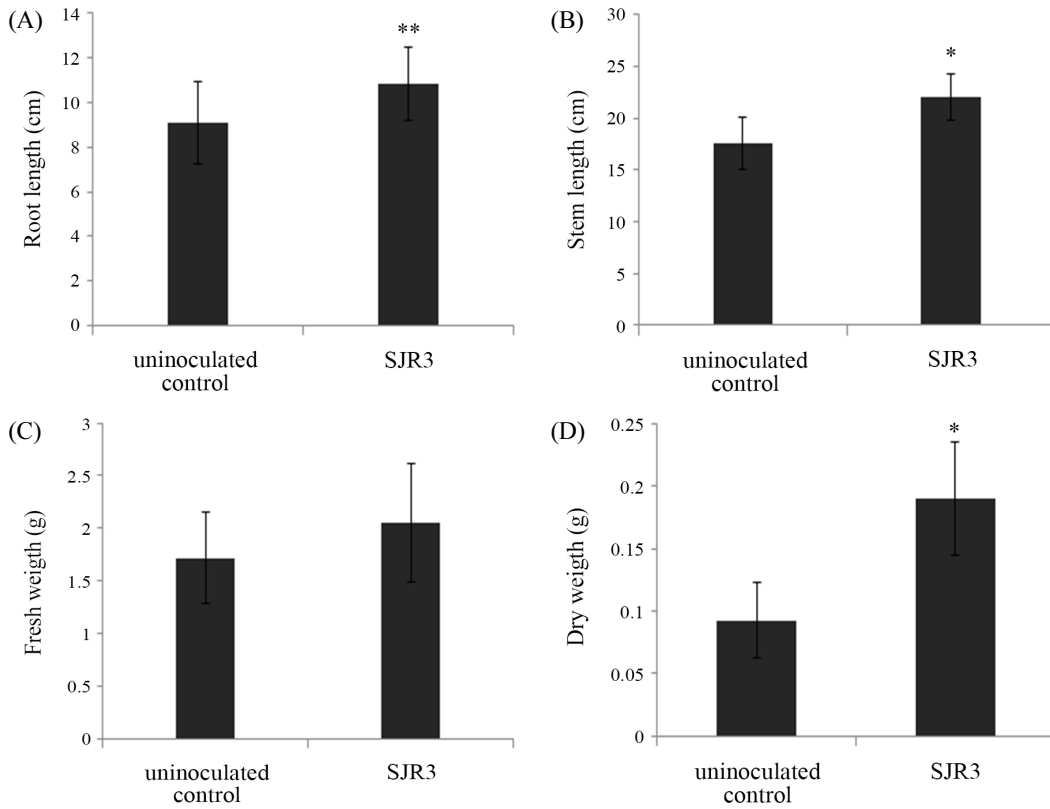 (A)
Root length (cm)
14
12
10
8
6
4
2
0
**
uninoculated
control
SJR3
(B)
Stem length (cm)
30
25
20
15
10
5
0
*
uninoculated
control
SJR3
(C)
Fresh weigth (g)
3
2.5
2
1.5
1
0.5
0
uninoculated
control
SJR3
(D)
Dry weigth (g)
0.25
0.2
0.15
0.1
0.05
0
*
uninoculated
control
SJR3